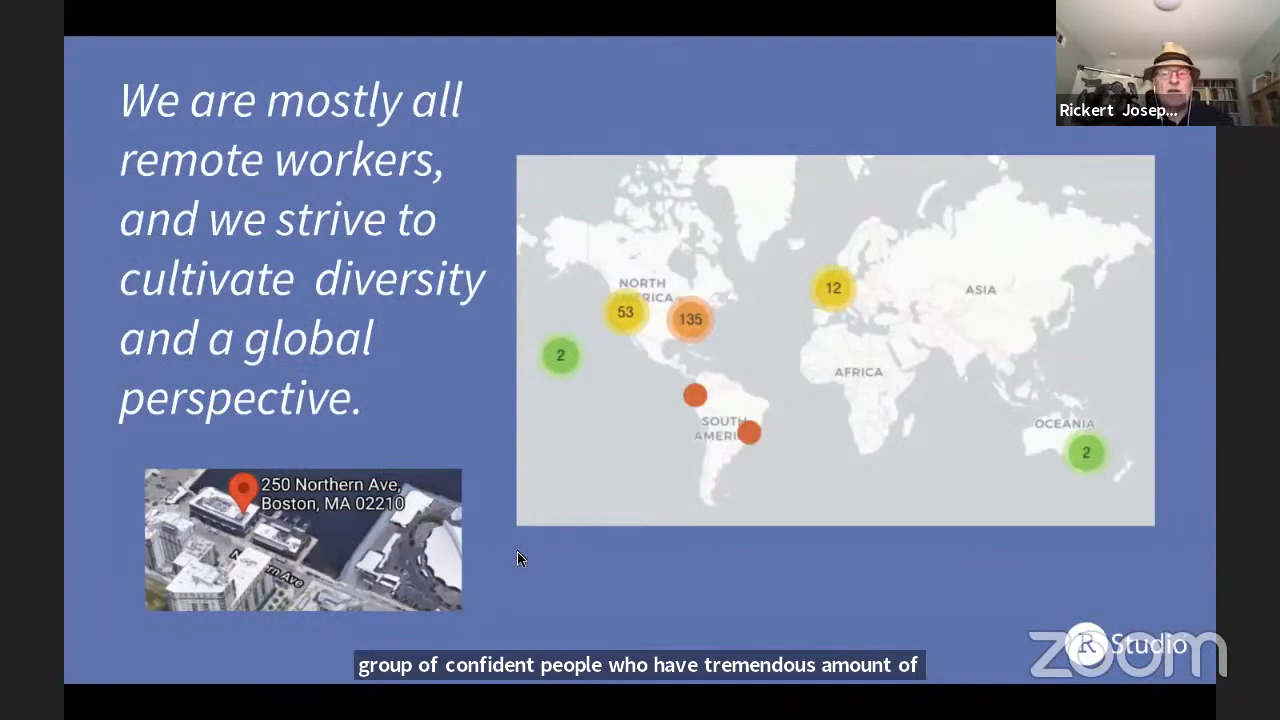 We are mostly all
remote workers,
and we strive to
cultivate diversity
and a global
perspective.
Rickert Josep...
NORTH
AMERICA
53
135
2
12
ASIA
AFRICA
SOUTH
OCEANIA
2
250 Northern Ave,
Boston, MA 02210
Ave
R Studio
zoom
group of confident people who have tremendous amount of